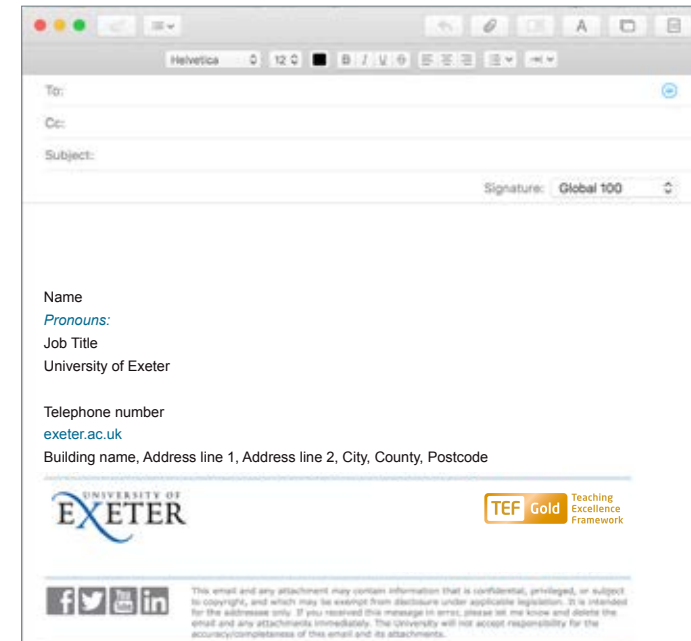 Helvetica 12 B I U S
To:
Cc:
Subject:
Signature: Global 100
Name
Pronouns:
Job Title
University of Exeter
Telephone number
exeter.ac.uk
Building name, Address line 1, Address line 2, City, County, Postcode
UNIVERSITY OF
EXETER
TEF Gold Teaching
Excellence
Framework
f You Tube in
This email and any attachment may contain information that is confidential, privileged, or subject
to copyright, and which may be exempt from disclosure under applicable legislation. It is intended
for the addressee only. If you received this message in error, please let me know and delete the
email and any attachments immediately. The University will not accept responsibility for the
accuracy/completeness of this email and its attachments.